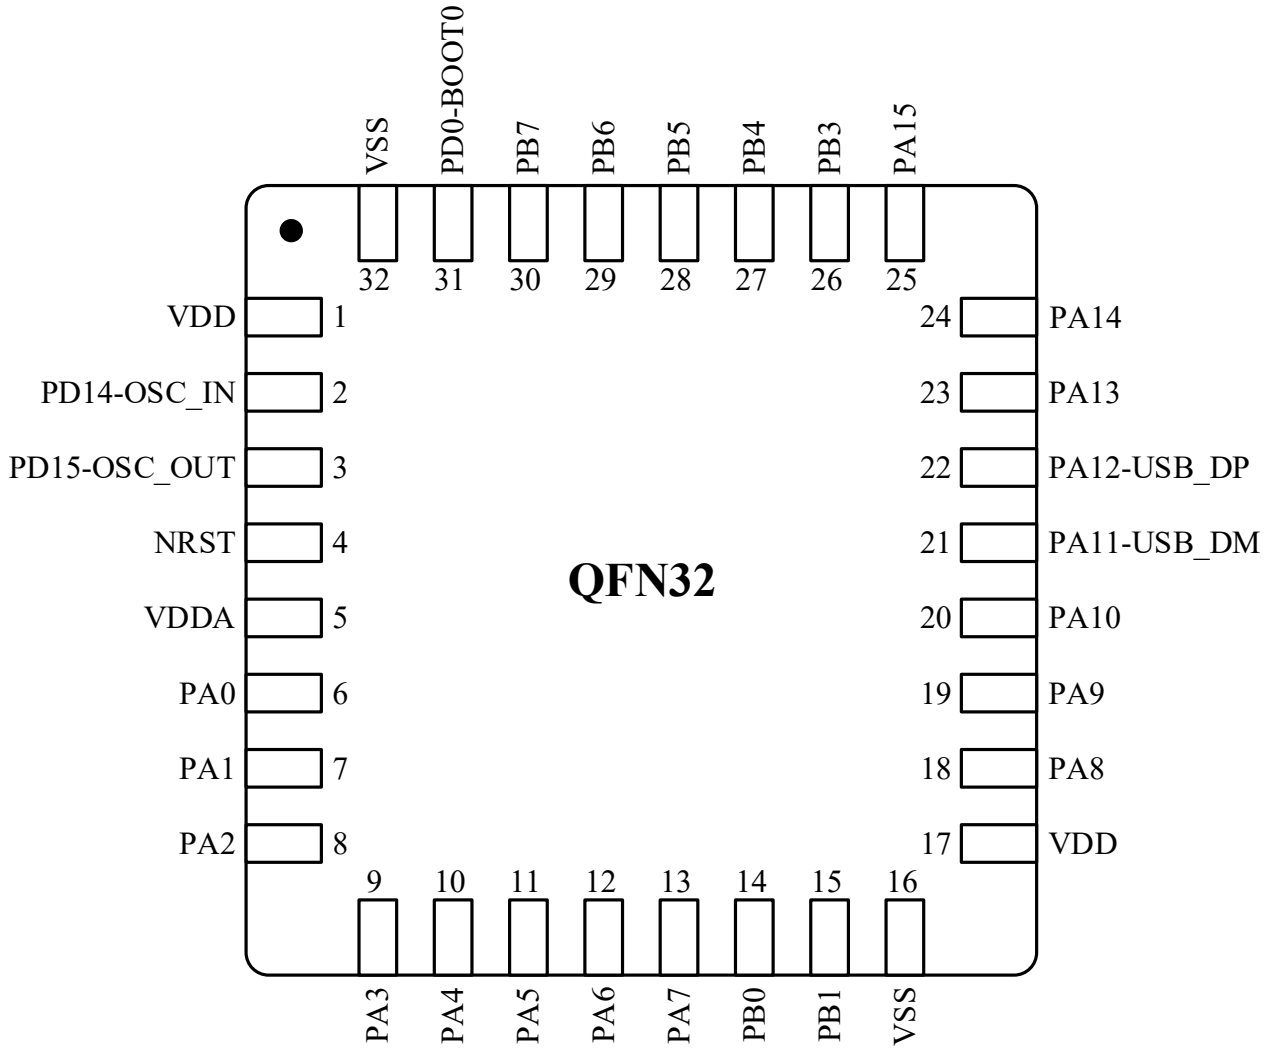 VSS
PD0-BOOT0
PB7
PB6
PB5
PB4
PB3
PA15
32 31 30 29 28 27 26 25
VDD 1
24 PA14
PD14-OSC_IN 2
23 PA13
PD15-OSC_OUT 3
22 PA12-USB_DP
NRST 4
21 PA11-USB_DM
QFN32
VDDA 5
20 PA10
PA0 6
19 PA9
PA1 7
18 PA8
PA2 8
17 VDD
9 10 11 12 13 14 15 16
PA3
PA4
PA5
PA6
PA7
PB0
PB1
VSS